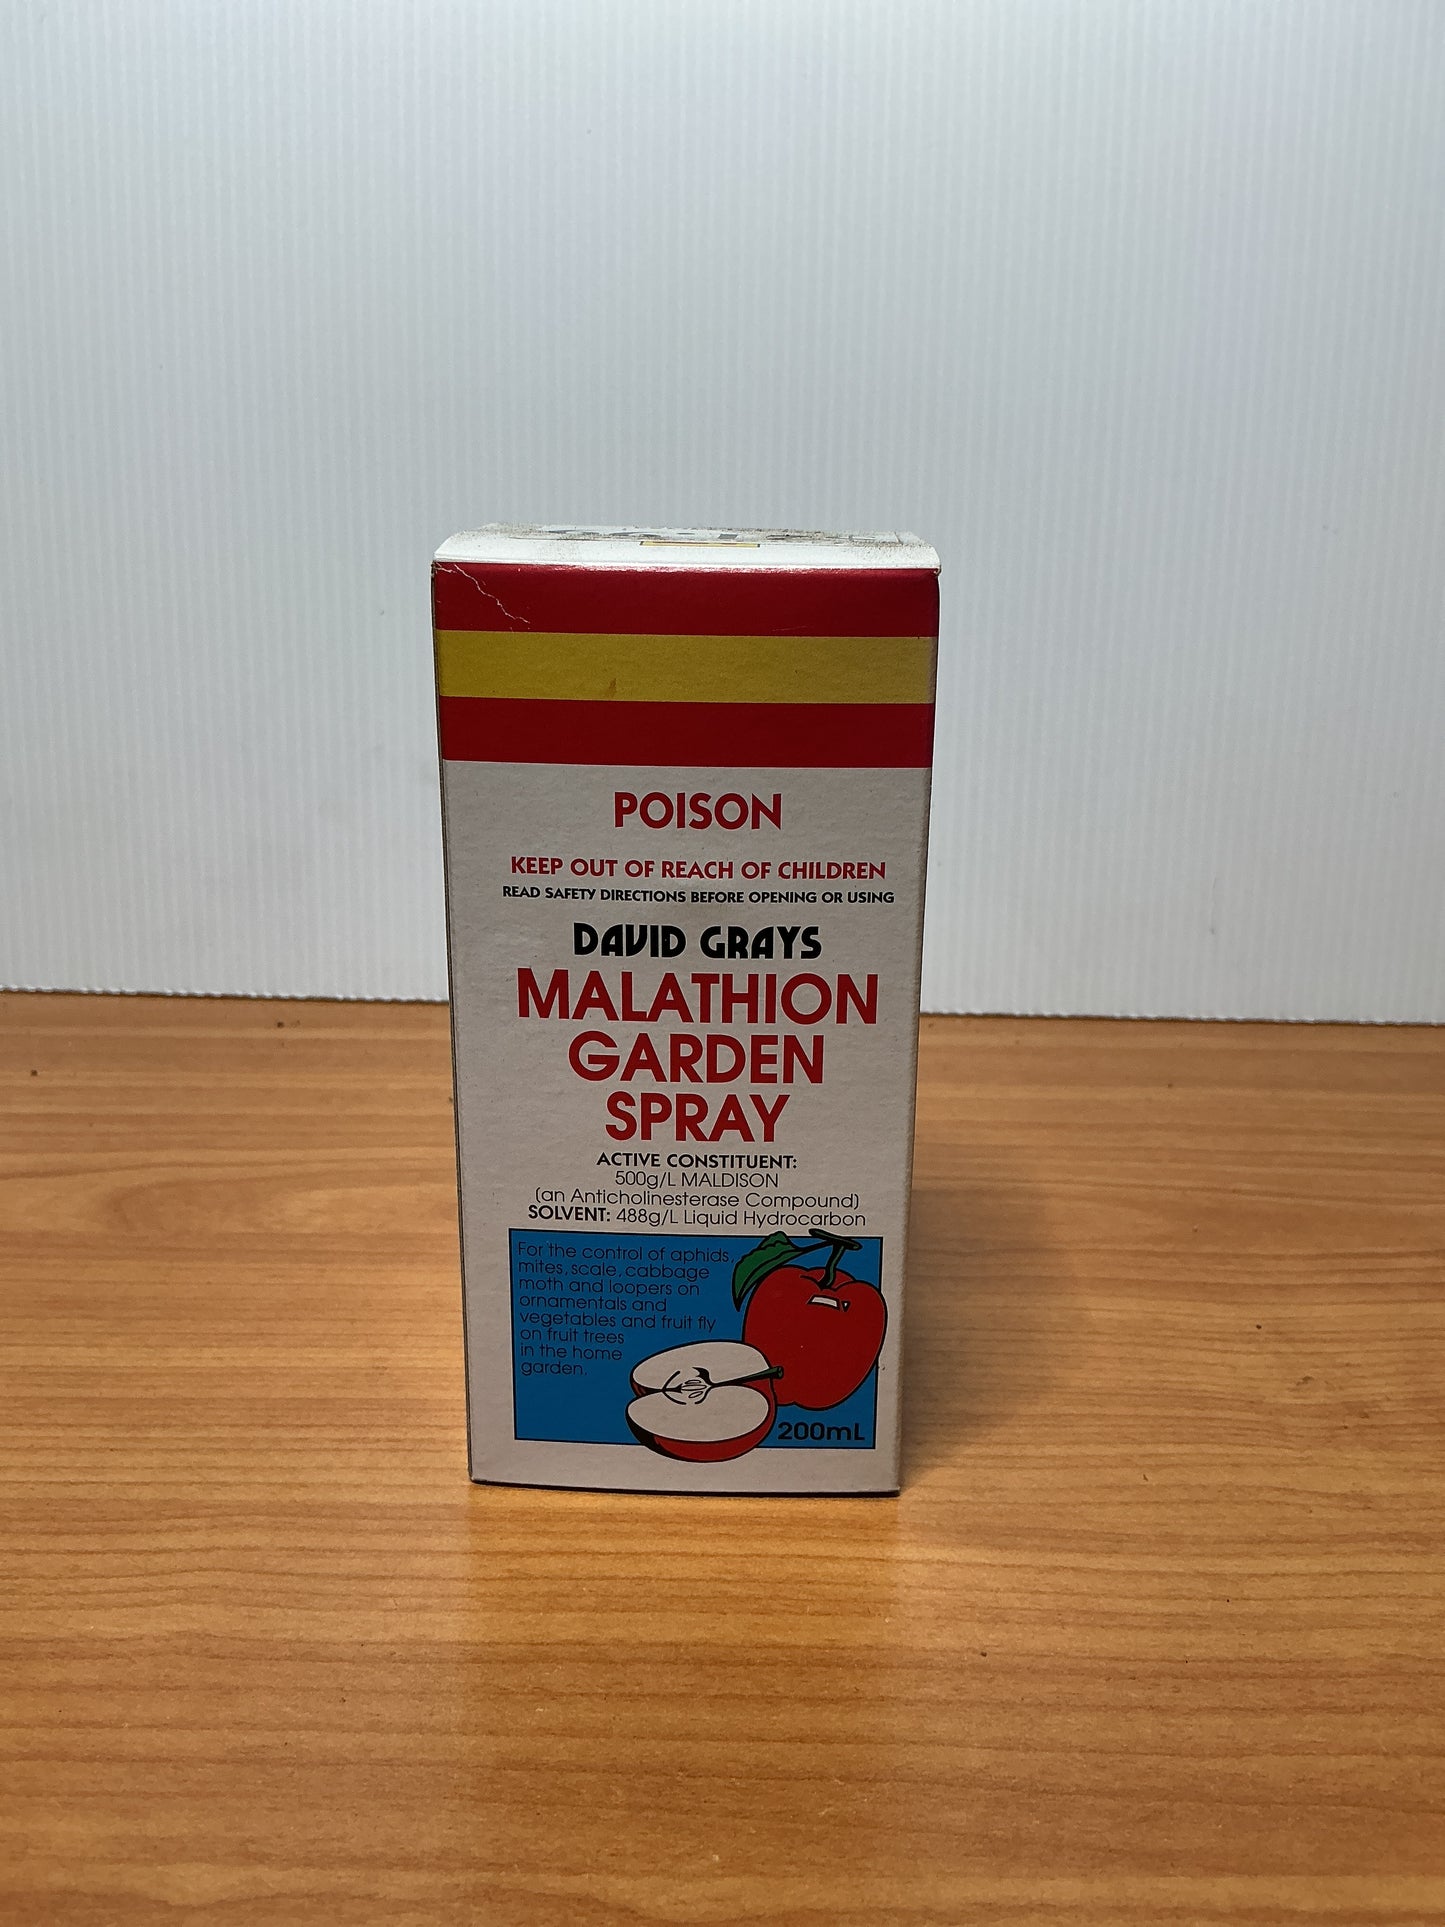 POISON
KEEP OUT OF REACH OF CHILDREN
READ SAFETY DIRECTIONS BEFORE OPENING OR USING
DAVID GRAYS
MALATHION
GARDEN
SPRAY
ACTIVE CONSTITUENT:
500g/L MALDISON
(an Anticholinesterase Compound)
SOLVENT: 488g/L Liquid Hydrocarbon
For the control of aphids,
mites, scale, cabbage
moth and loopers on
ornamentals and
vegetables and fruit fly
on fruit trees
in the home
garden.
200mL